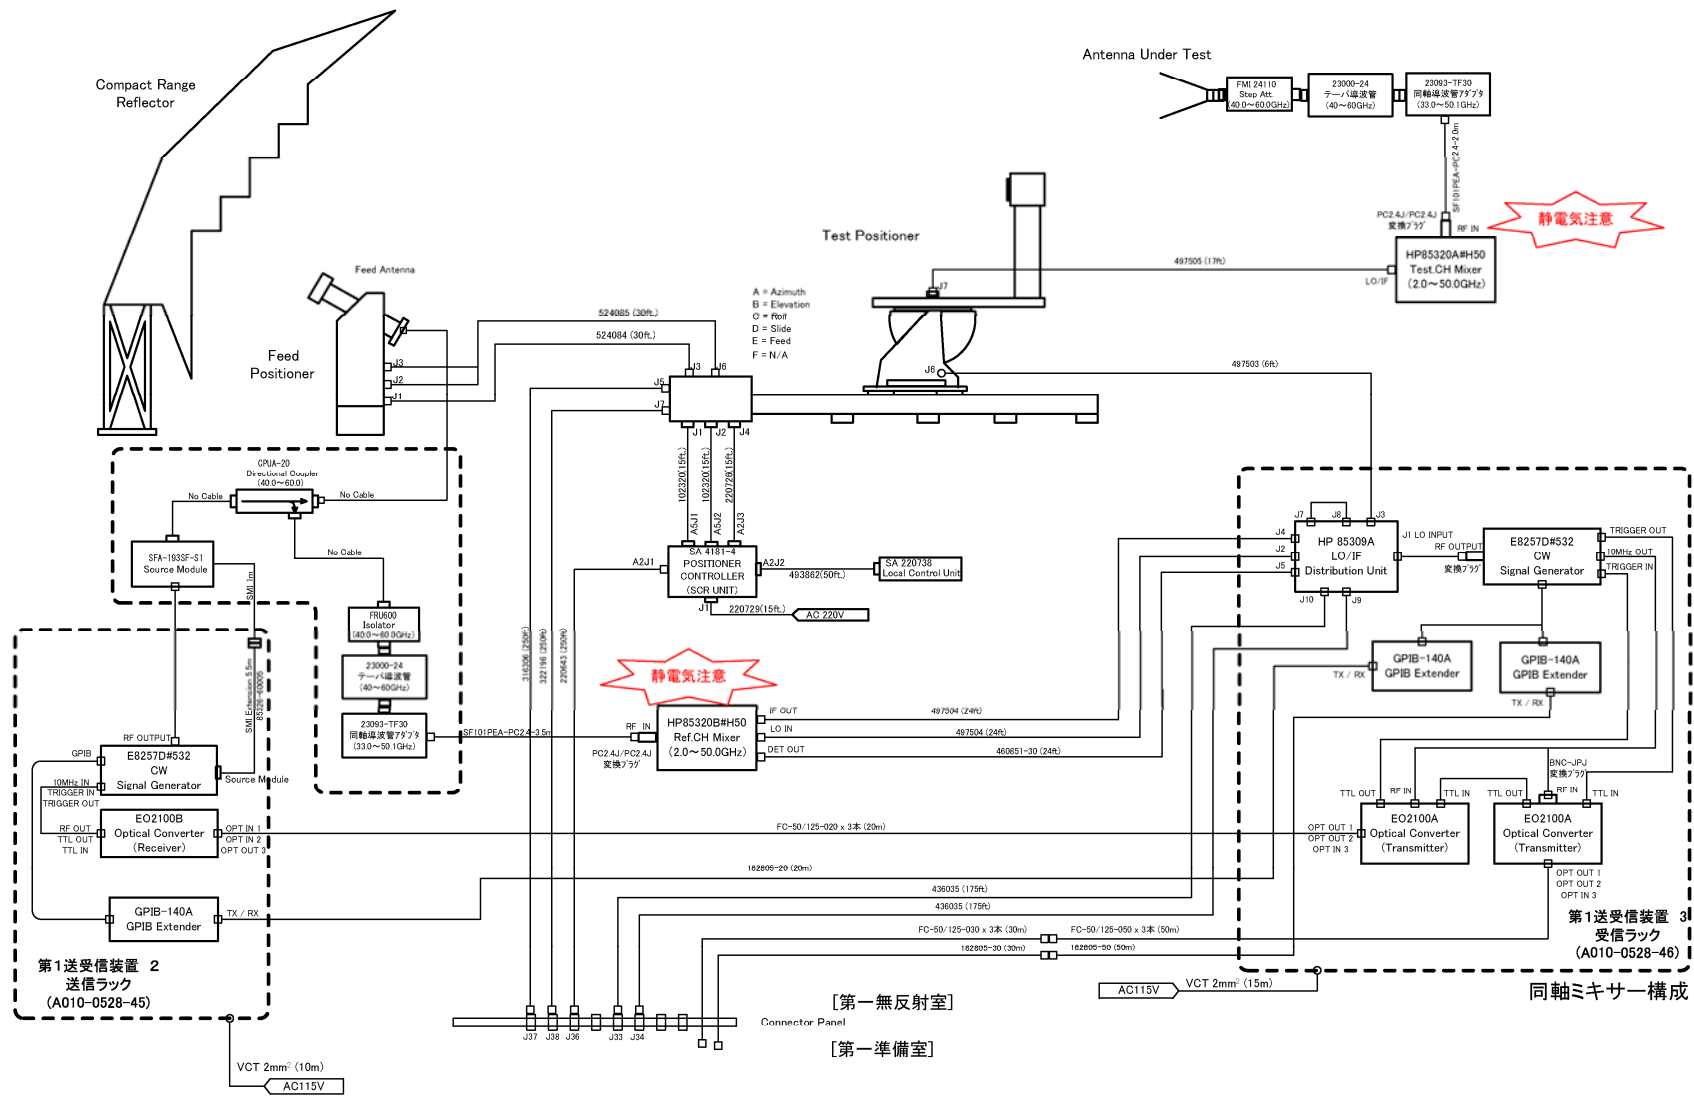 Compact Range
Reflector
Antenna Under Test
FMI 24110
Step Att.
(40.0～60.0GHz)
23000-24
テーパ導波管
(40～60GHz)
23093-TF30
同軸導波管アダプタ
(33.0～50.1GHz)
SF101PEA-PC2.4-2.0m
PC2.4J/PC2.4J
変換プラグ
RF IN
静電気注意
HP85320A#H50
Test.CH Mixer
(2.0～50.0GHz)
LO/IF
497505 (17ft)
Test Positioner
J7
J6
497503 (6ft)
A = Azimuth
B = Elevation
C = Roll
D = Slide
E = Feed
F = N/A
Feed Antenna
Feed
Positioner
J3
J2
J1
524085 (30ft.)
524084 (30ft.)
J3
J6
J5
J7
J1
J2
J4
102320(15ft.)
102320(15ft.)
220726(15ft.)
A5J1
A5J2
A2J3
SA 4181-4
POSITIONER
CONTROLLER
(SCR UNIT)
A2J1
A2J2
J1
493862(50ft.)
SA 220738
Local Control Unit
220729(15ft.)
AC 220V
316306 (250ft)
322196 (250ft)
220643 (250ft)
CPUA-20
Directional Coupler
(40.0～60.0)
No Cable
No Cable
No Cable
SFA-193SF-S1
Source Module
SMI 1m
SMI Extension 5.5m
85326-60005
FRU600
Isolator
(40.0～60.0GHz)
23000-24
テーパ導波管
(40～60GHz)
23093-TF30
同軸導波管アダプタ
(33.0～50.1GHz)
SF101PEA-PC2.4-3.5m
RF IN
PC2.4J/PC2.4J
変換プラグ
静電気注意
HP85320B#H50
Ref.CH Mixer
(2.0～50.0GHz)
IF OUT
LO IN
DET OUT
497504 (24ft)
497504 (24ft)
460851-30 (24ft)
RF OUTPUT
GPIB
E8257D#532
CW
Signal Generator
Source Module
10MHz IN
TRIGGER IN
TRIGGER OUT
RF OUT
TTL OUT
TTL IN
EO2100B
Optical Converter
(Receiver)
OPT IN 1
OPT IN 2
OPT OUT 3
FC-50/125-020 x 3本 (20m)
GPIB-140A
GPIB Extender
TX / RX
182805-20 (20m)
第1送受信装置 2
送信ラック
(A010-0528-45)
VCT 2mm² (10m)
AC115V
J7
J8
J3
J4
J2
J5
J10
J9
HP 85309A
LO/IF
Distribution Unit
J1 LO INPUT
RF OUTPUT
変換プラグ
E8257D#532
CW
Signal Generator
TRIGGER OUT
10MHz OUT
TRIGGER IN
GPIB-140A
GPIB Extender
TX / RX
GPIB-140A
GPIB Extender
TX / RX
BNC-JPJ
変換プラグ
TTL OUT
RF IN
TTL IN
TTL OUT
RF IN
TTL IN
EO2100A
Optical Converter
(Transmitter)
OPT OUT 1
OPT OUT 2
OPT IN 3
EO2100A
Optical Converter
(Transmitter)
OPT OUT 1
OPT OUT 2
OPT IN 3
436035 (175ft)
436035 (175ft)
FC-50/125-030 x 3本 (30m)
FC-50/125-050 x 3本 (50m)
182805-30 (30m)
182805-50 (50m)
第1送受信装置 3
受信ラック
(A010-0528-46)
AC115V
VCT 2mm² (15m)
同軸ミキサー構成
[第一無反射室]
Connector Panel
J37
J38
J36
J33
J34
[第一準備室]